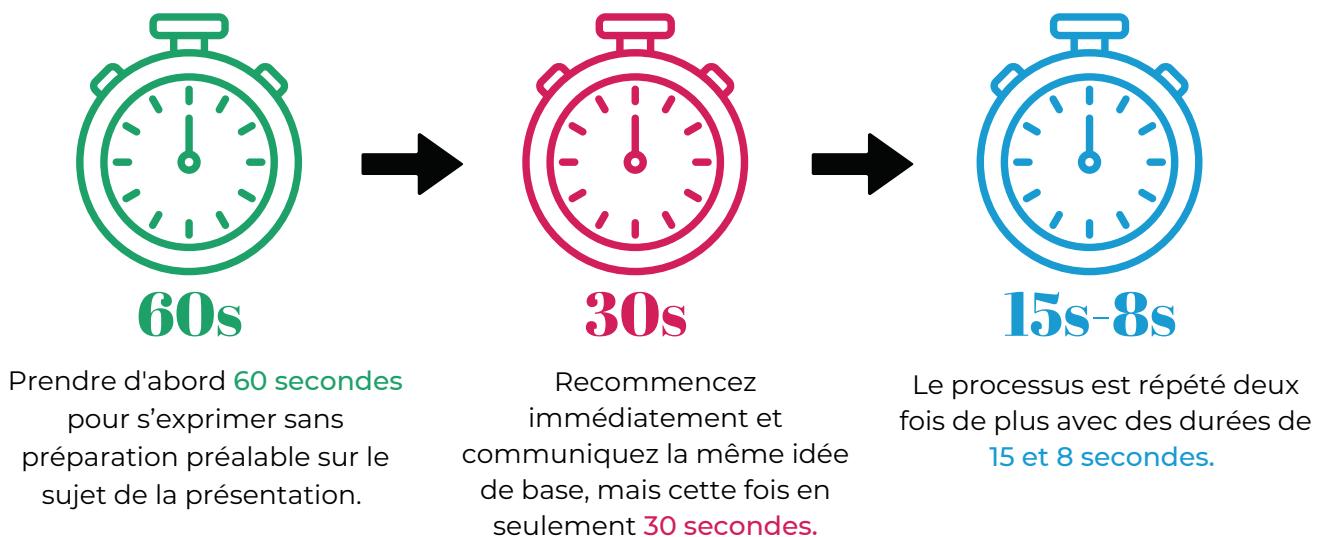 60s
Prendre d'abord 60 secondes
pour s’exprimer sans
préparation préalable sur le
sujet de la présentation.
30s
Recommencez
immédiatement et
communiquez la même idée
de base, mais cette fois en
seulement 30 secondes.
15s-8s
Le processus est répété deux
fois de plus avec des durées de
15 et 8 secondes.